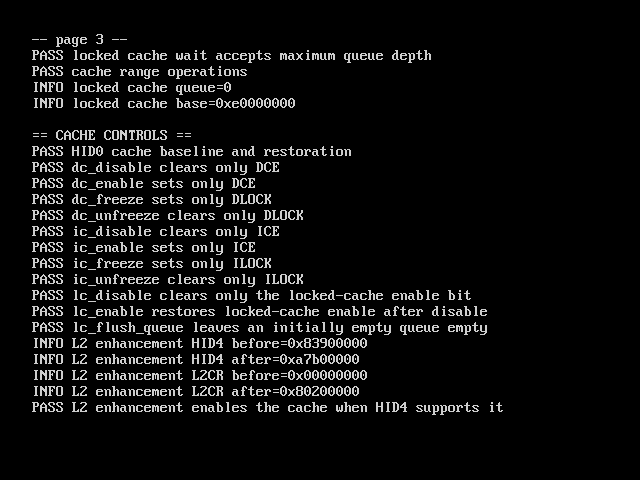 -- page 3 --
PASS locked cache wait accepts maximum queue depth
PASS cache range operations
INFO locked cache queue=0
INFO locked cache base=0xe0000000
== CACHE CONTROLS ==
PASS HID0 cache baseline and restoration
PASS dc_disable clears only DCE
PASS dc_enable sets only DCE
PASS dc_freeze sets only DLOCK
PASS dc_unfreeze clears only DLOCK
PASS ic_disable clears only ICE
PASS ic_enable sets only ICE
PASS ic_freeze sets only ILOCK
PASS ic_unfreeze clears only ILOCK
PASS lc_disable clears only the locked-cache enable bit
PASS lc_enable restores locked-cache enable after disable
PASS lc_flush_queue leaves an initially empty queue empty
INFO L2 enhancement HID4 before=0x83900000
INFO L2 enhancement HID4 after=0xa7b00000
INFO L2 enhancement L2CR before=0x00000000
INFO L2 enhancement L2CR after=0x80200000
PASS L2 enhancement enables the cache when HID4 supports it